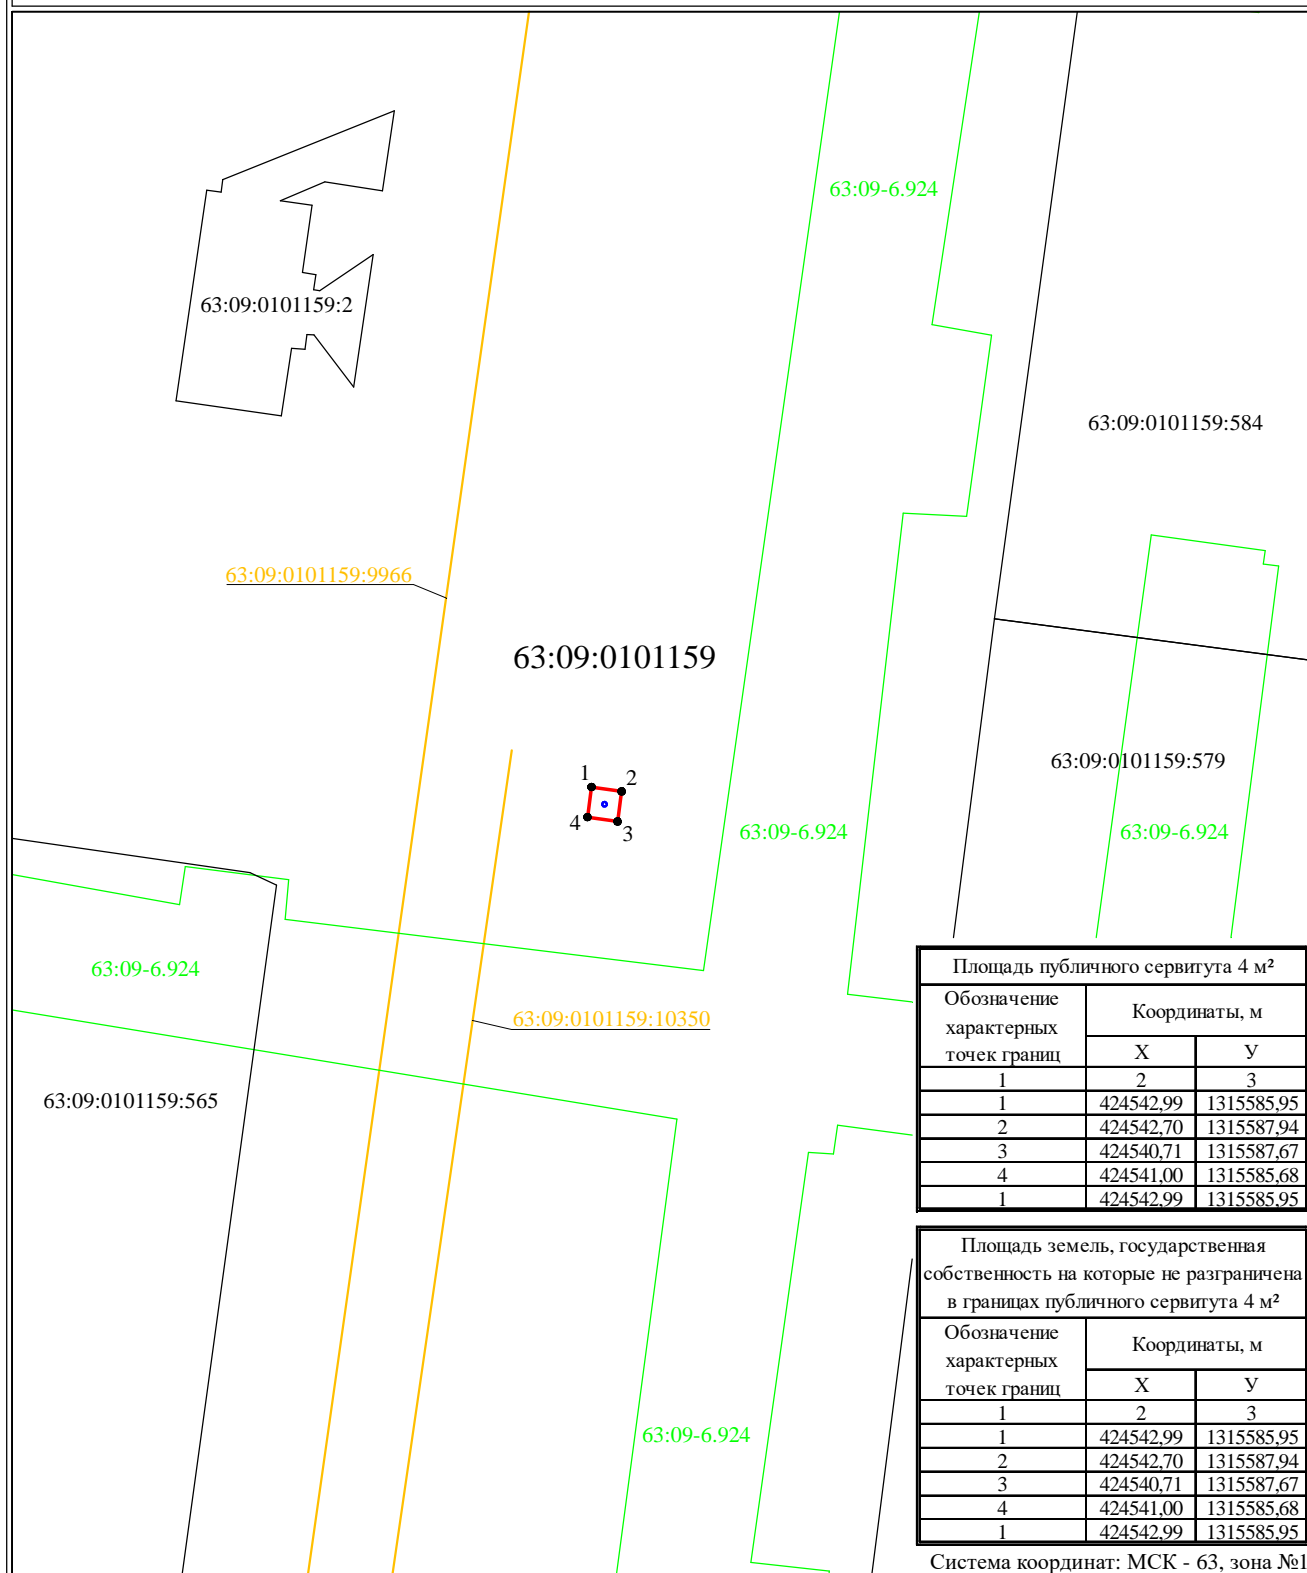 63:09-6.924
63:09:0101159:2
63:09:0101159:584
63:09:0101159:9966
63:09:0101159
63:09:0101159:579
1
2
4
3
63:09-6.924
63:09-6.924
63:09-6.924
63:09:0101159:10350
63:09:0101159:565
63:09-6.924
Площадь публичного сервитута 4 м²
Обозначение характерных точек границ
Координаты, м
Х У
1 2 3
1 424542,99 1315585,95
2 424542,70 1315587,94
3 424540,71 1315587,67
4 424541,00 1315585,68
1 424542,99 1315585,95
Площадь земель, государственная
собственность на которые не разграничена
в границах публичного сервитута 4 м²
Обозначение характерных точек границ
Координаты, м
Х У
1 2 3
1 424542,99 1315585,95
2 424542,70 1315587,94
3 424540,71 1315587,67
4 424541,00 1315585,68
1 424542,99 1315585,95
Система координат: МСК - 63, зона №1